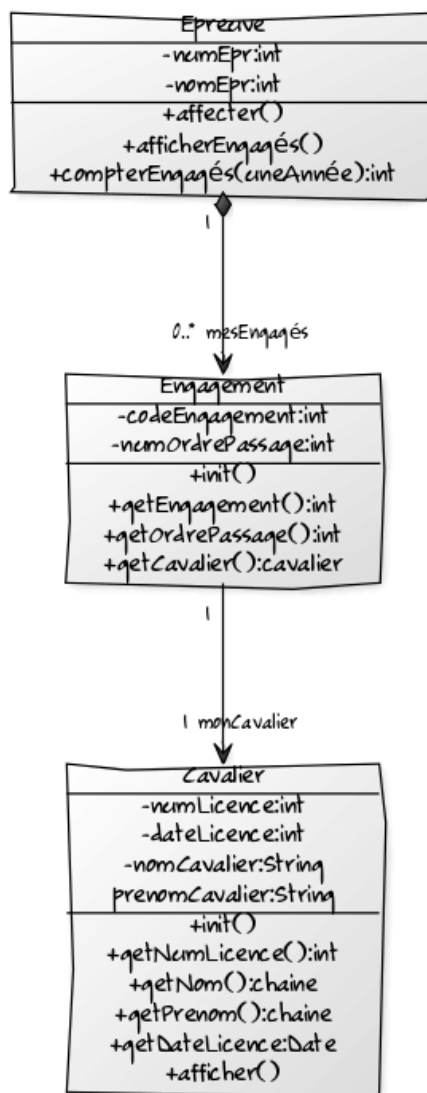 Epreuve
-numEpr:int
-nomEpr:int
+affecter()
+afficherEngagés()
+compterEngagés(uneAnnée):int
1
0..* mesEngagés
Engagement
-codeEngagement:int
-numOrdrePassage:int
+init()
+getEngagement():int
+getOrdrePassage():int
+getCavalier():cavalier
1
1 monCavalier
Cavalier
-numLicence:int
-dateLicence:int
-nomCavalier:String
prenomCavalier:String
+init()
+getNumLicence():int
+getNom():chaine
+getPrenom():chaine
+getDateLicence:Date
+afficher()